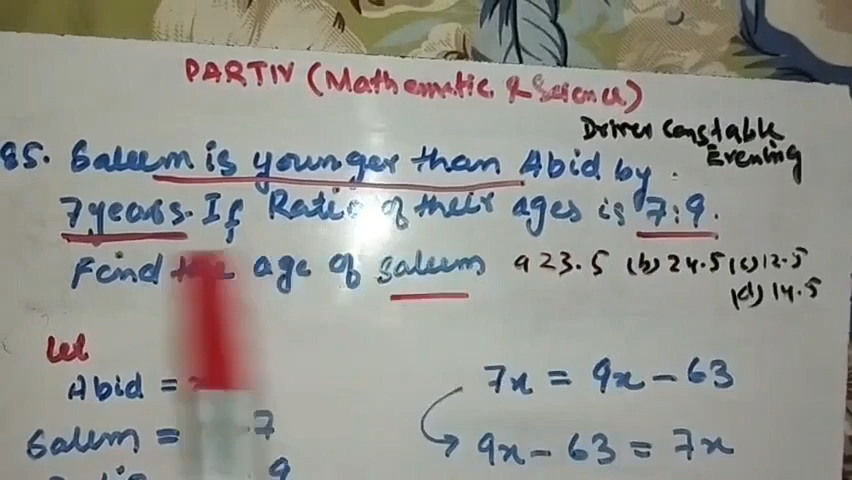 PARTIV (Mathematic & Science)
Driver Constable
Evening
85. Saleem is younger than Abid by
7 years. If Ratio of their ages is 7:9.
Find the age of Saleem a 23.5 (b) 24.5 (c) 12.5
(d) 14.5
Let
Abid =
Salem = 7
9
7x = 9x - 63
9x - 63 = 7x